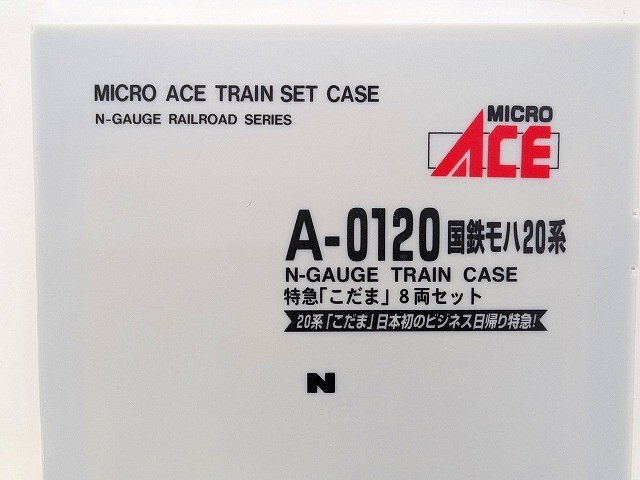 MICRO ACE TRAIN SET CASE
N-GAUGE RAILROAD SERIES
MICRO
ACE
A-0120 国鉄モハ20系
N-GAUGE TRAIN CASE
特急「こだま」8両セット
20系「こだま」日本初のビジネス日帰り特急!
N